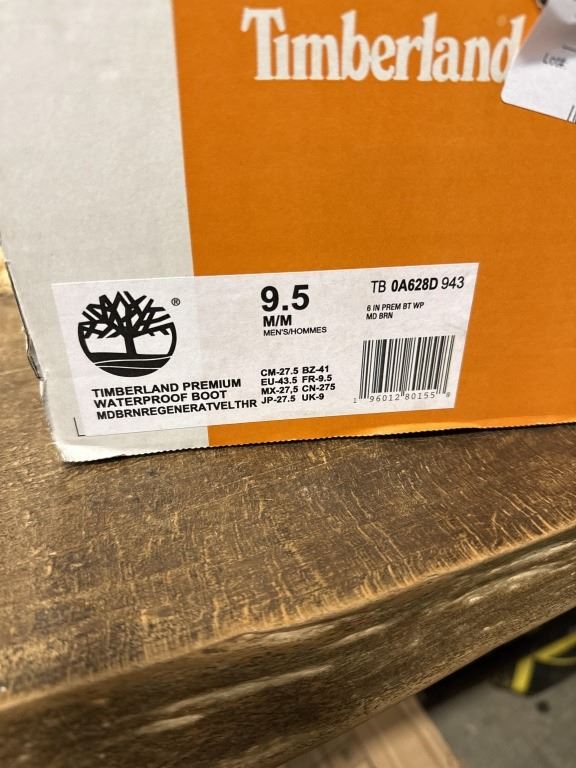 Timberland
9.5
M/M
MEN'S/HOMMES
TB 0A628D 943
6 IN PREM BT WP
MD BRN
®
TIMBERLAND PREMIUM
WATERPROOF BOOT
MDBRNREGENERATVELTHR
CM-27.5 BZ-41
EU-43.5 FR-9.5
MX-27,5 CN-275
JP-27.5 UK-9
1 96012 80155 9